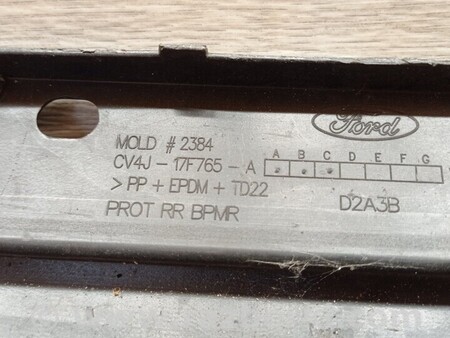 Ford
MOLD # 2384
CV4J - 17F765 - A
A B C D E F G
> PP + EPDM + TD22
PROT RR BPMR
D2A3B